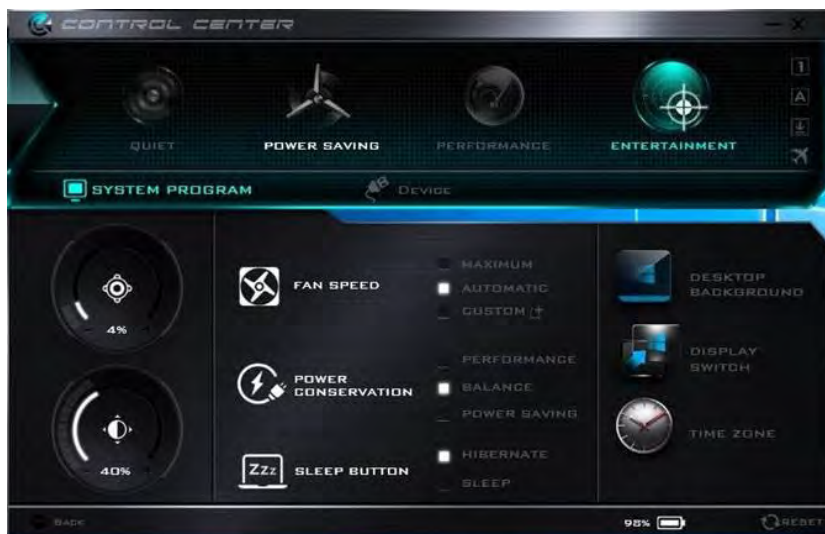 CONTROL CENTER
1
A
QUIET
POWER SAVING
PERFORMANCE
ENTERTAINMENT
SYSTEM PROGRAM
DEVICE
4%
FAN SPEED
MAXIMUM
AUTOMATIC
CUSTOM
DESKTOP
BACKGROUND
40%
POWER
CONSERVATION
PERFORMANCE
BALANCE
POWER SAVING
DISPLAY
SWITCH
ZZZ
SLEEP BUTTON
HIBERNATE
SLEEP
TIME ZONE
BACK
98%
RESET